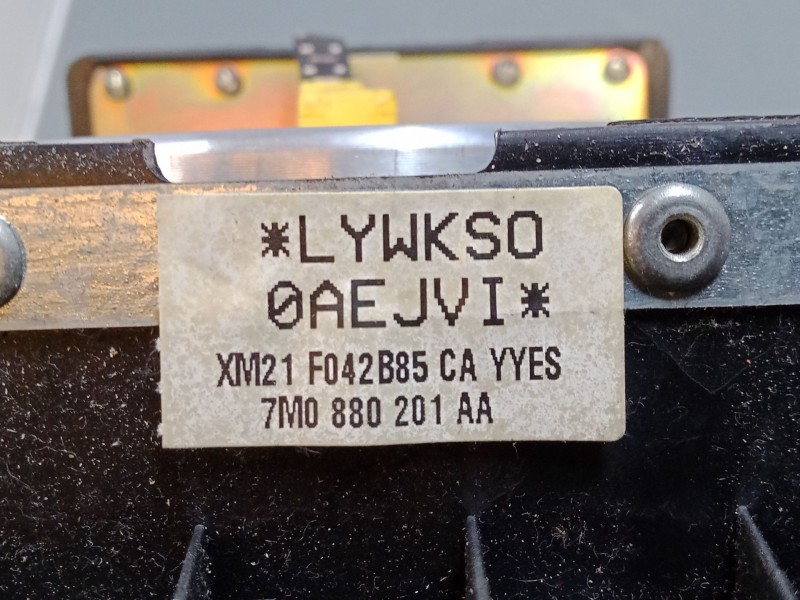 *LYWKSO
0AEJVI*
XM21 F042B85 CA YYES
7M0 880 201 AA